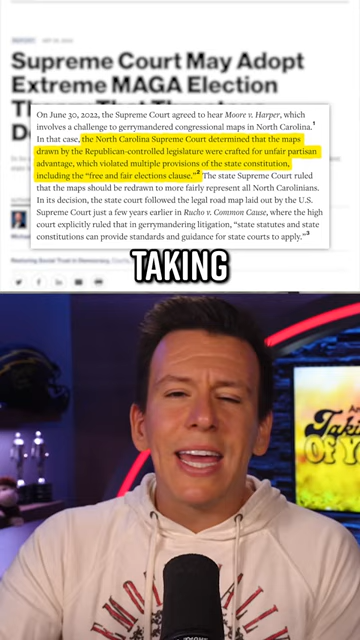 Supreme Court May Adopt
Extreme MAGA Election
On June 30, 2022, the Supreme Court agreed to hear Moore v. Harper, which
involves a challenge to gerrymandered congressional maps in North Carolina.¹
In that case, the North Carolina Supreme Court determined that the maps
drawn by the Republican-controlled legislature were crafted for unfair partisan
advantage, which violated multiple provisions of the state constitution,
including the “free and fair elections clause.”² The state Supreme Court ruled
that the maps should be redrawn to more fairly represent all North Carolinians.
In its decision, the state court followed the legal road map laid out by the U.S.
Supreme Court just a few years earlier in Rucho v. Common Cause, where the high
court explicitly ruled that in gerrymandering litigation, “state statutes and state
constitutions can provide standards and guidance for state courts to apply.”³
TAKING
OF Y